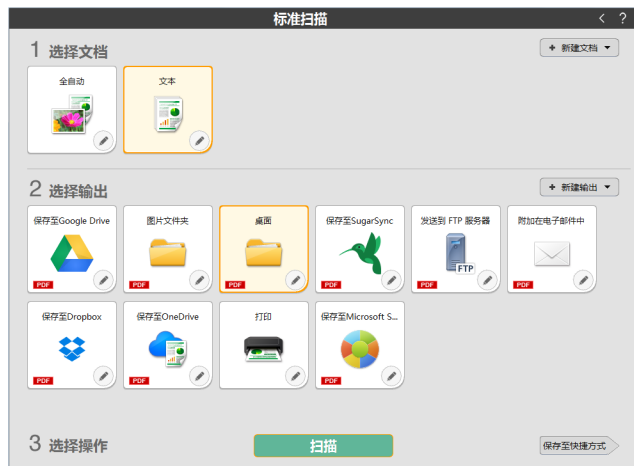 标准扫描
< ?
1 选择文档
+ 新建文档
全自动
文本
2 选择输出
+ 新建输出
保存至Google Drive
图片文件夹
桌面
保存至SugarSync
发送到 FTP 服务器
附加在电子邮件中
FTP
PDF
PDF
PDF
PDF
PDF
PDF
保存至Dropbox
保存至OneDrive
打印
保存至Microsoft S...
PDF
PDF
PDF
3 选择操作
扫描
保存至快捷方式